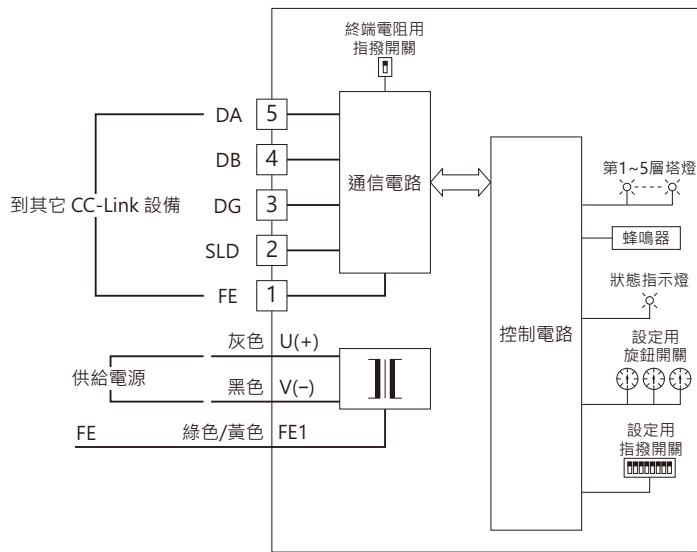 終端電阻用
指撥開關
DA 5
DB 4
DG 3
SLD 2
FE 1
到其它 CC-Link 設備
通信電路
控制電路
第1~5層塔燈
蜂鳴器
狀態指示燈
設定用
旋鈕開關
設定用
指撥開關
供給電源
灰色 U(+)
黑色 V(−)
FE 綠色/黃色 FE1